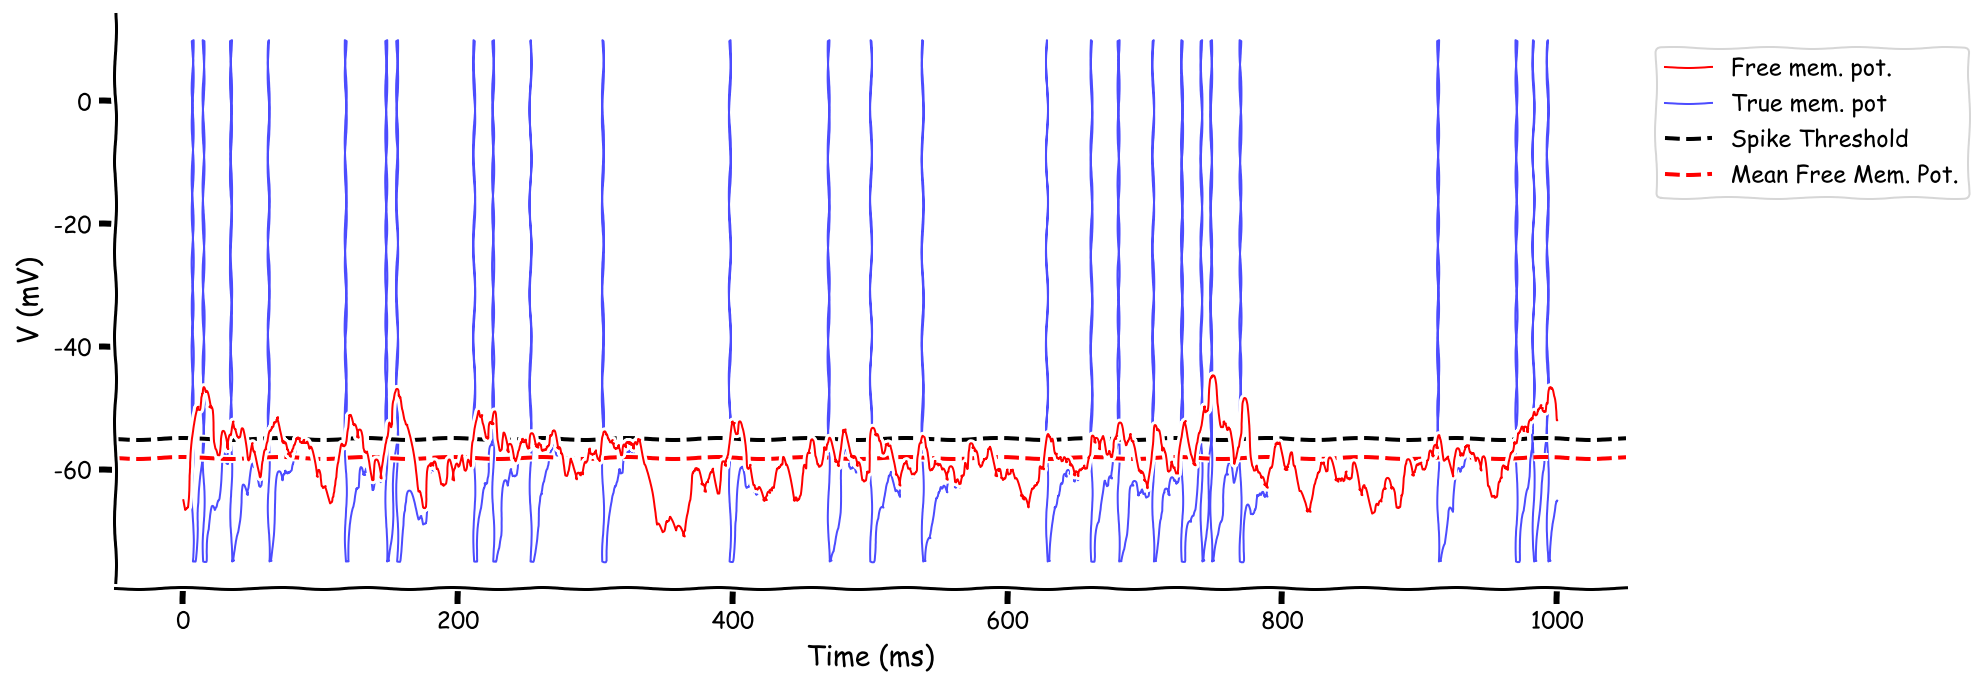 0
-20
-40
-60
V (mV)
0
200
400
600
800
1000
Time (ms)
Free mem. pot.
True mem. pot
Spike Threshold
Mean Free Mem. Pot.